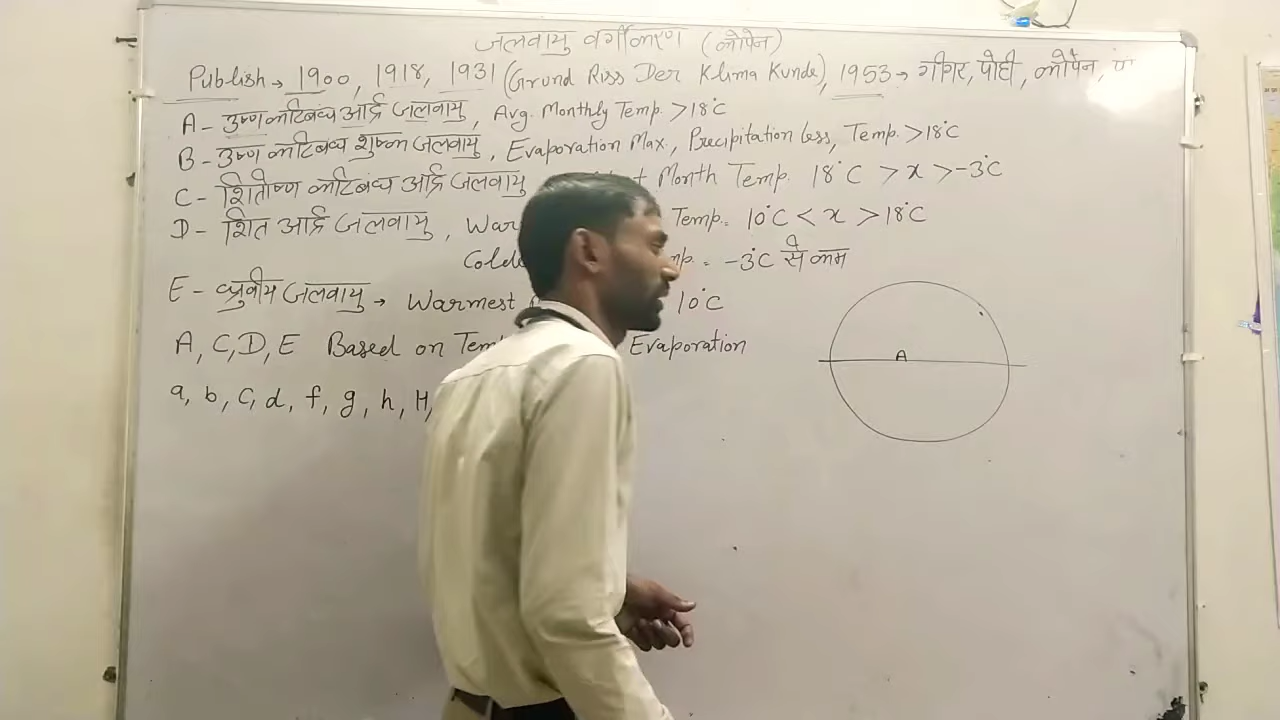 जलवायु वर्गीकरण (कोपेन)
Publish → 1900, 1918, 1931 (Grund Riss Der Klima Kunde), 1953 → गीगर, पोही, कोपेन,
A - उष्ण कटिबंध आर्द्र जलवायु, Avg. Monthly Temp. > 18°C
B - उष्ण कटिबंध शुष्क जलवायु, Evaporation Max., Precipitation less, Temp. > 18°C
C - शितोष्ण कटिबंध आर्द्र जलवायु Month Temp. 18°C > x > -3°C
D - शित आर्द्र जलवायु, Temp. 10°C < x > 18°C
-3°C से कम
E - ध्रुवीय जलवायु → Warmest 10°C
A, C, D, E Based on Evaporation
a, b, c, d, f, g, h, H,
A